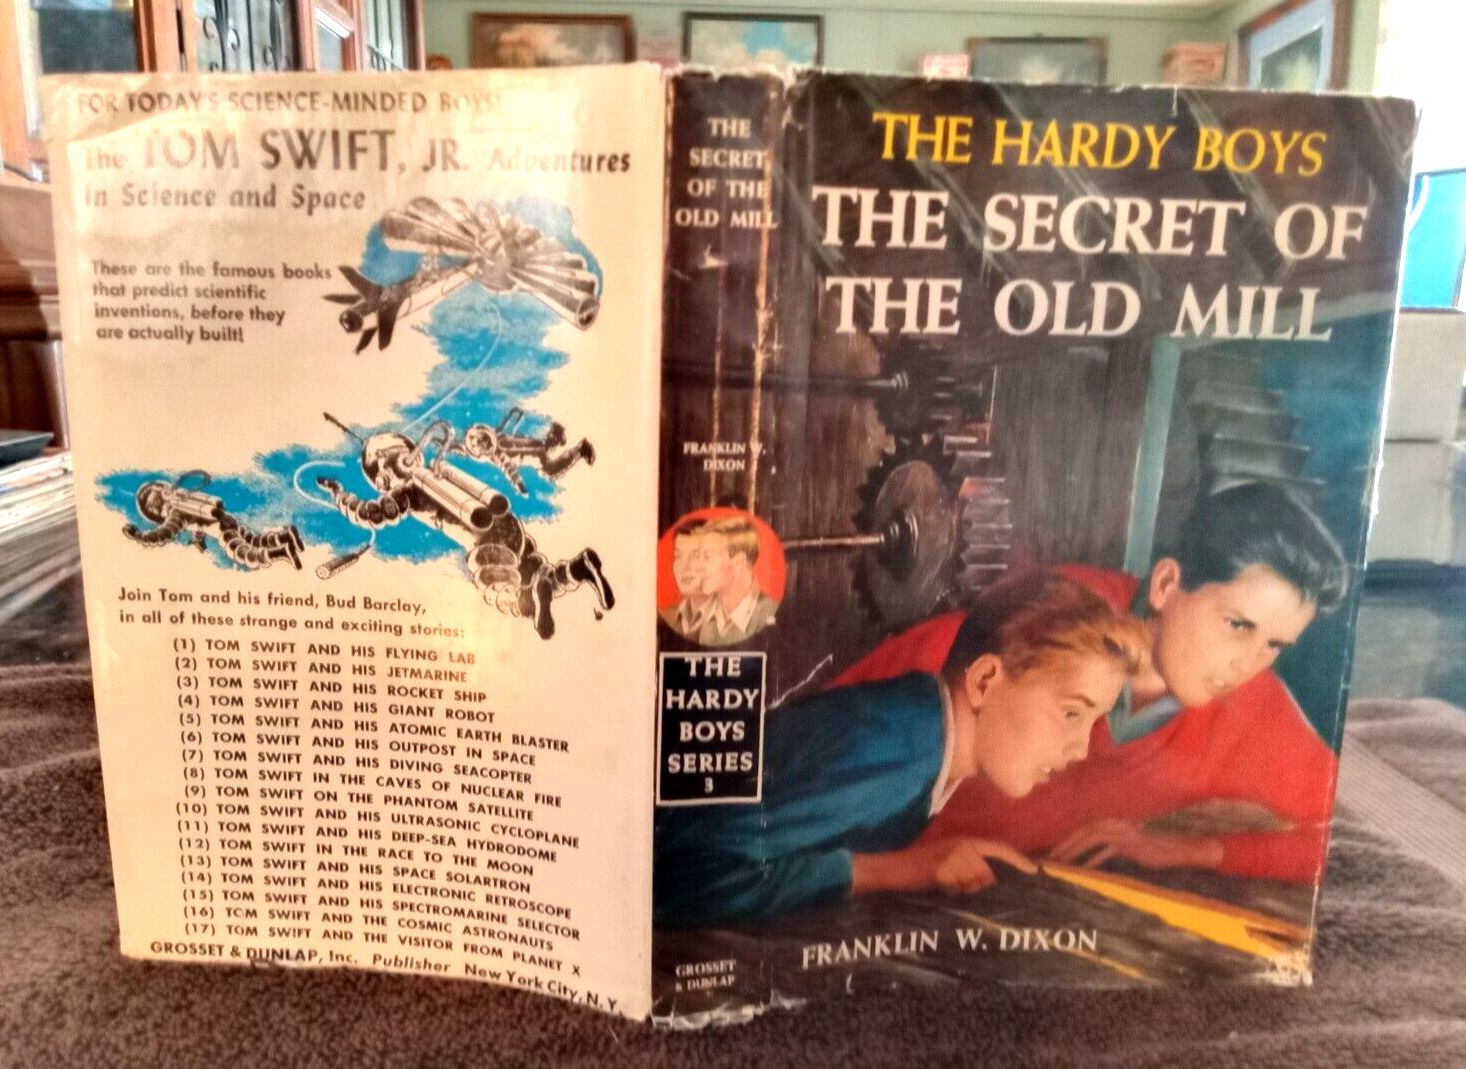 FOR TODAY'S SCIENCE-MINDED BOYS!
The TOM SWIFT, JR. Adventures
in Science and Space
These are the famous books
that predict scientific
inventions, before they
are actually built!
Join Tom and his friend, Bud Barclay,
in all of these strange and exciting stories:
(1) TOM SWIFT AND HIS FLYING LAB
(2) TOM SWIFT AND HIS JETMARINE
(3) TOM SWIFT AND HIS ROCKET SHIP
(4) TOM SWIFT AND HIS GIANT ROBOT
(5) TOM SWIFT AND HIS ATOMIC EARTH BLASTER
(6) TOM SWIFT AND HIS OUTPOST IN SPACE
(7) TOM SWIFT AND HIS DIVING SEACOPTER
(8) TOM SWIFT IN THE CAVES OF NUCLEAR FIRE
(9) TOM SWIFT ON THE PHANTOM SATELLITE
(10) TOM SWIFT AND HIS ULTRASONIC CYCLOPLANE
(11) TOM SWIFT AND HIS DEEP-SEA HYDRODOME
(12) TOM SWIFT IN THE RACE TO THE MOON
(13) TOM SWIFT AND HIS SPACE SOLARTRON
(14) TOM SWIFT AND HIS ELECTRONIC RETROSCOPE
(15) TOM SWIFT AND HIS SPECTROMARINE SELECTOR
(16) TOM SWIFT AND THE COSMIC ASTRONAUTS
(17) TOM SWIFT AND THE VISITOR FROM PLANET X
GROSSET & DUNLAP, Inc. Publisher New York City, N. Y.
THE
SECRET
OF THE
OLD MILL
FRANKLIN W.
DIXON
THE
HARDY
BOYS
SERIES
3
GROSSET
& DUNLAP
THE HARDY BOYS
THE SECRET OF
THE OLD MILL
FRANKLIN W. DIXON